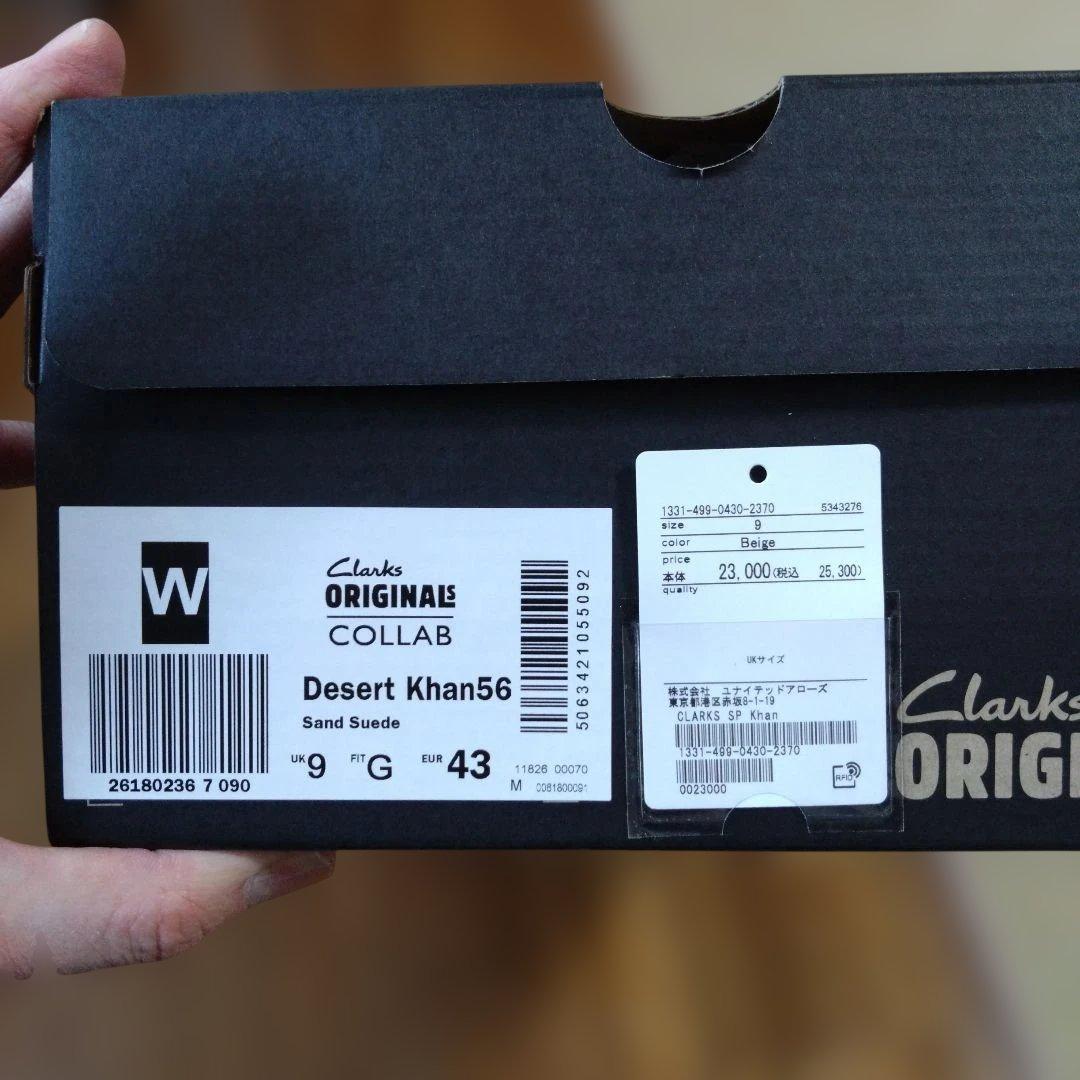 W
Clarks
ORIGINALS
COLLAB
Desert Khan56
Sand Suede
UK 9 FIT G EUR 43
26180236 7 090
5063421055092
11826 00070
M 0061800091
1331-499-0430-2370 5343276
size 9
color Beige
price
本体 23,000(税込 25,300)
quality
UKサイズ
株式会社 ユナイテッドアローズ
東京都港区赤坂8-1-19
CLARKS SP Khan
1331-499-0430-2370
0023000
RFID
Clarks
ORIGI